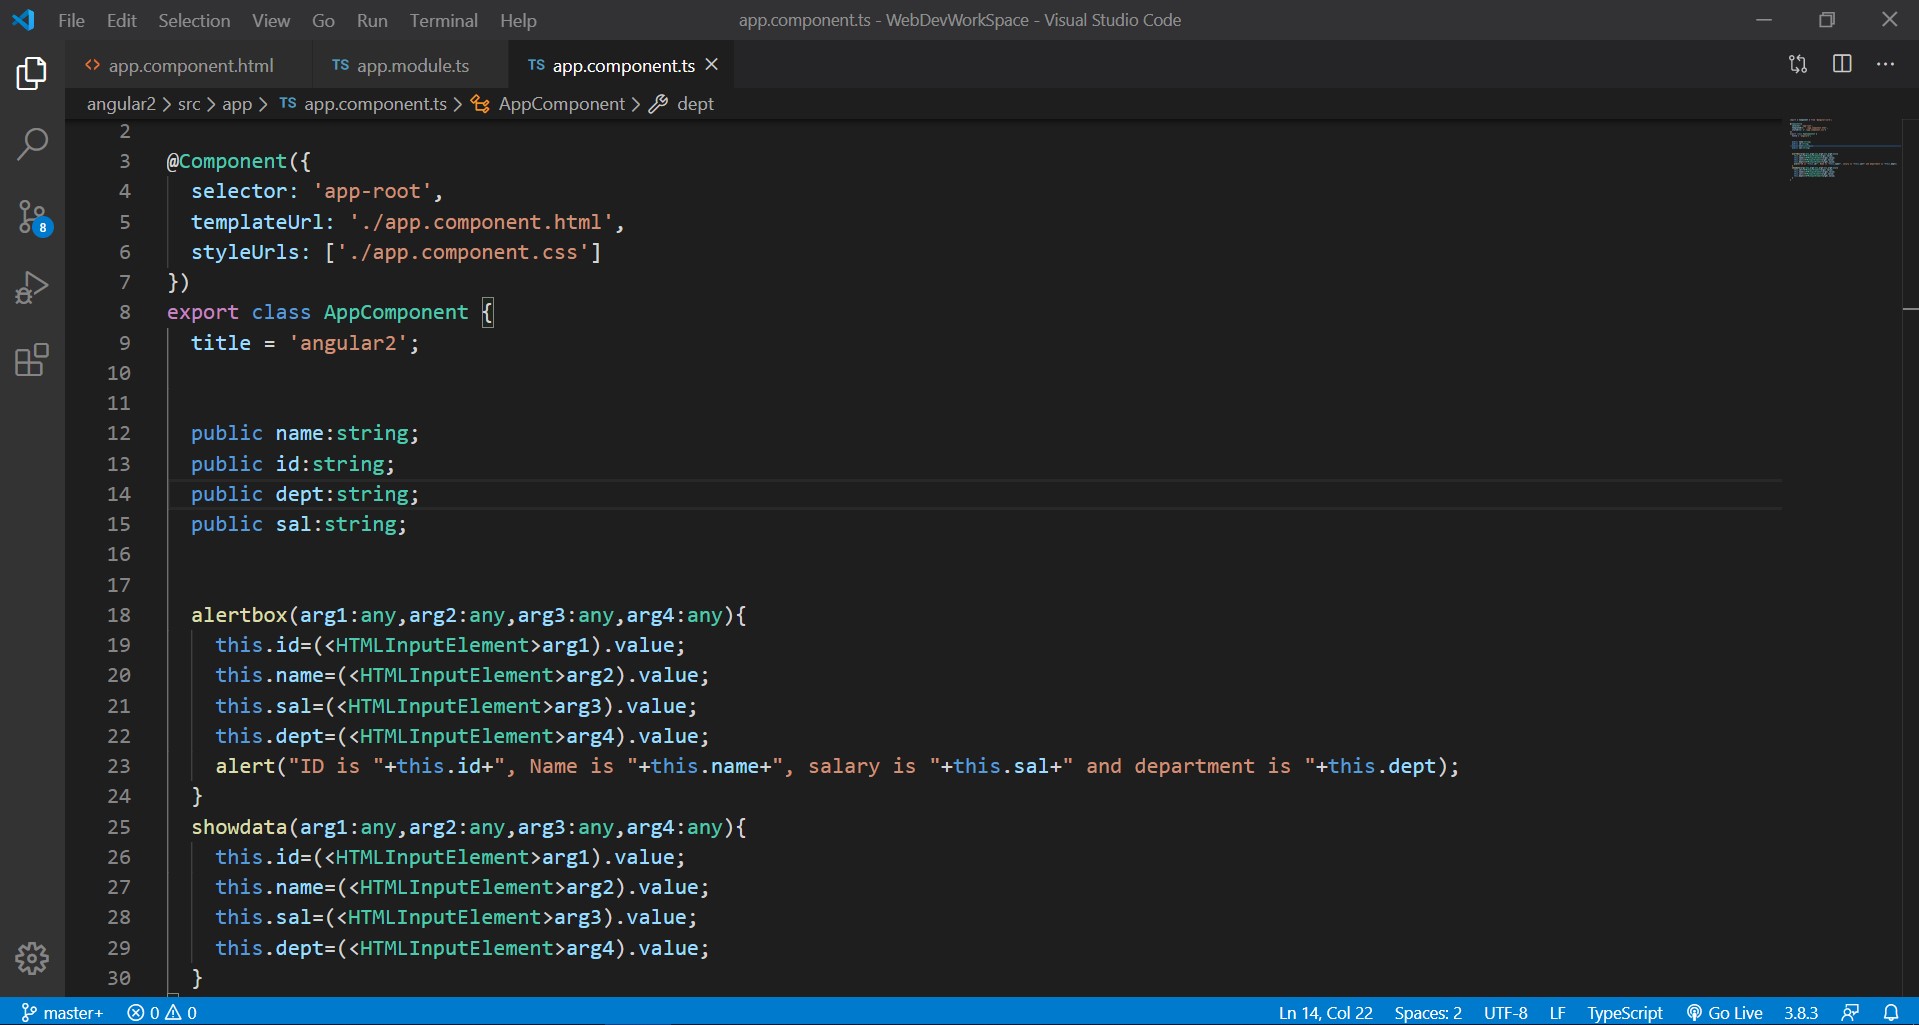 File Edit Selection View Go Run Terminal Help
app.component.ts - WebDevWorkSpace - Visual Studio Code
<> app.component.html TS app.module.ts TS app.component.ts
angular2 > src > app > TS app.component.ts > AppComponent > dept
2
3 @Component({
4 selector: 'app-root',
5 templateUrl: './app.component.html',
6 styleUrls: ['./app.component.css']
7 })
8 export class AppComponent {
9 title = 'angular2';
10
11
12 public name:string;
13 public id:string;
14 public dept:string;
15 public sal:string;
16
17
18 alertbox(arg1:any,arg2:any,arg3:any,arg4:any){
19 this.id=(<HTMLInputElement>arg1).value;
20 this.name=(<HTMLInputElement>arg2).value;
21 this.sal=(<HTMLInputElement>arg3).value;
22 this.dept=(<HTMLInputElement>arg4).value;
23 alert("ID is "+this.id+", Name is "+this.name+", salary is "+this.sal+" and department is "+this.dept);
24 }
25 showdata(arg1:any,arg2:any,arg3:any,arg4:any){
26 this.id=(<HTMLInputElement>arg1).value;
27 this.name=(<HTMLInputElement>arg2).value;
28 this.sal=(<HTMLInputElement>arg3).value;
29 this.dept=(<HTMLInputElement>arg4).value;
30 }
8
master+ 0 0 Ln 14, Col 22 Spaces: 2 UTF-8 LF TypeScript Go Live 3.8.3